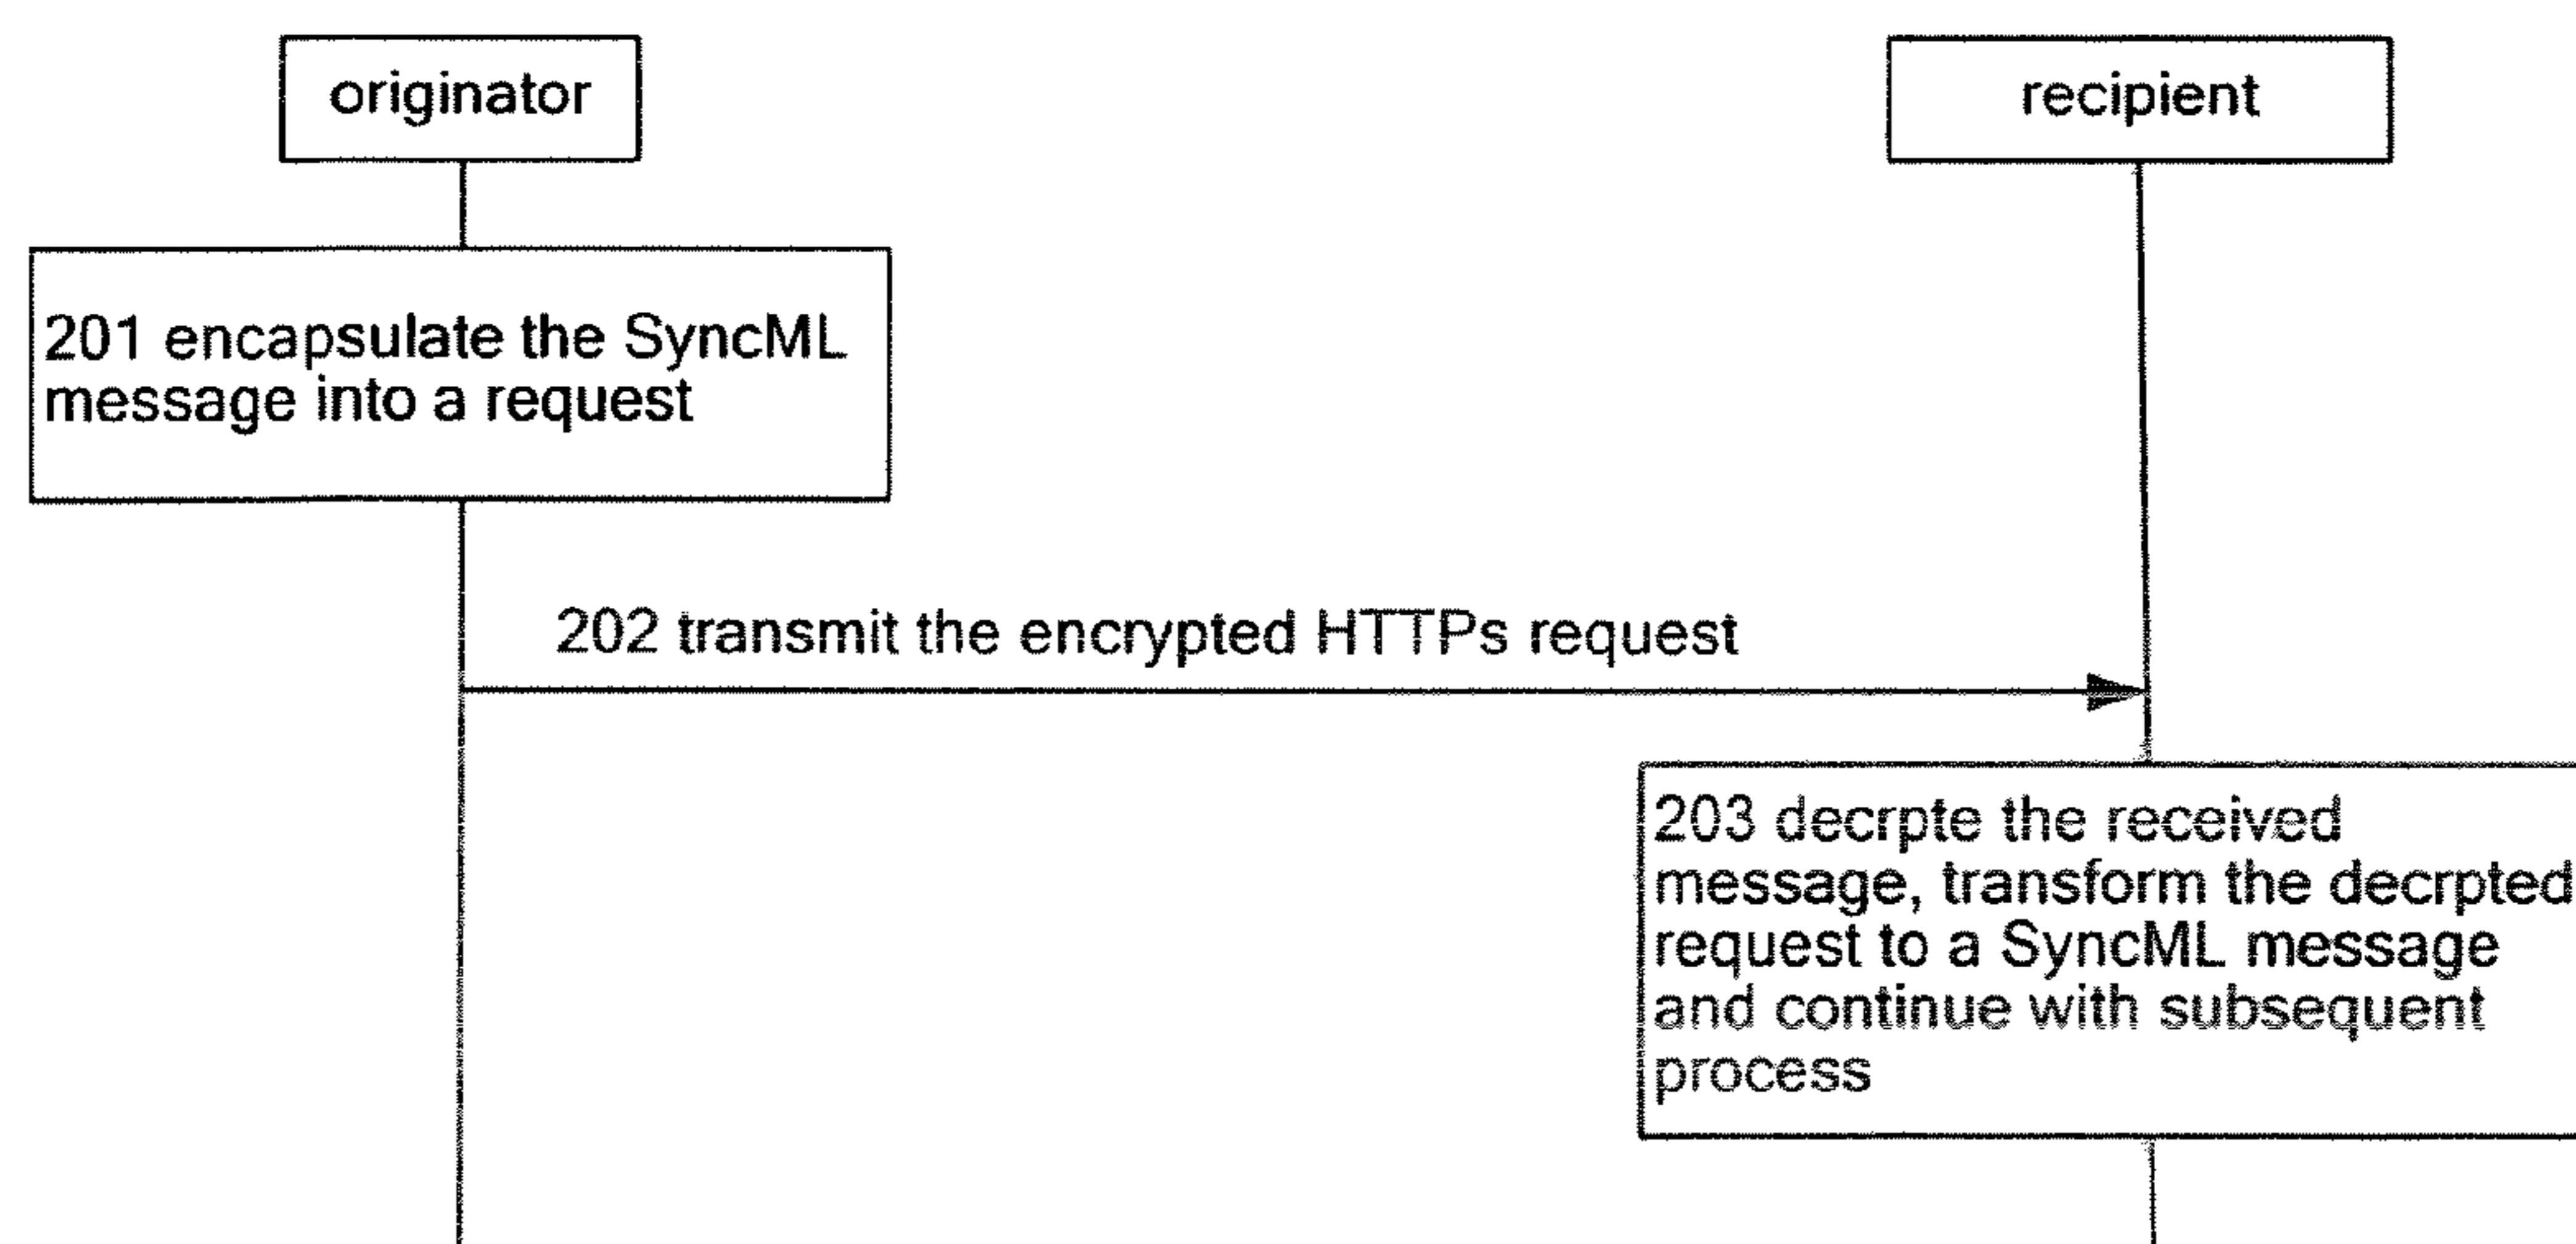 originator
recipient
201 encapsulate the SyncML
message into a request
202 transmit the encrypted HTTPs request
203 decrpte the received
message, transform the decrpted
request to a SyncML message
and continue with subsequent
process